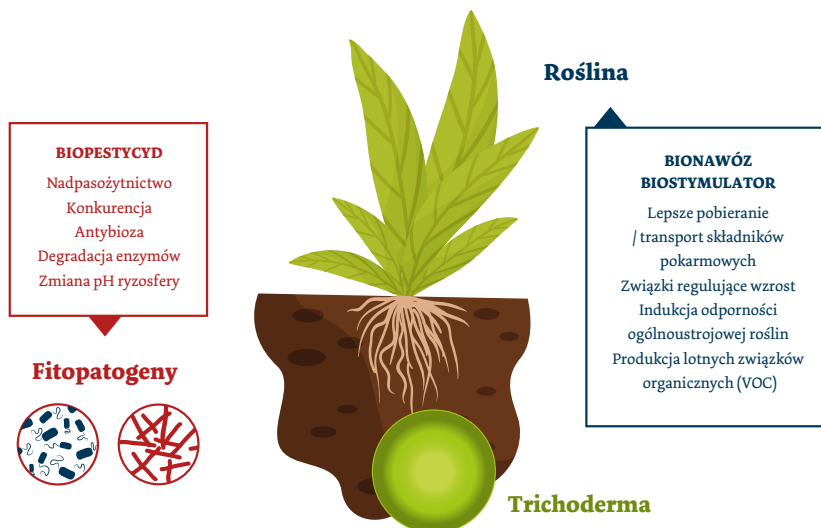 Roślina
BIOPESTYCYD
Nadpasożytnictwo
Konkurencja
Antybioza
Degradacja enzymów
Zmiana pH ryzosfery
Fitopatogeny
BIONAWÓZ
BIOSTYMULATOR
Lepsze pobieranie
/ transport składników
pokarmowych
Związki regulujące wzrost
Indukcja odporności
ogólnoustrojowej roślin
Produkcja lotnych związków
organicznych (VOC)
Trichoderma